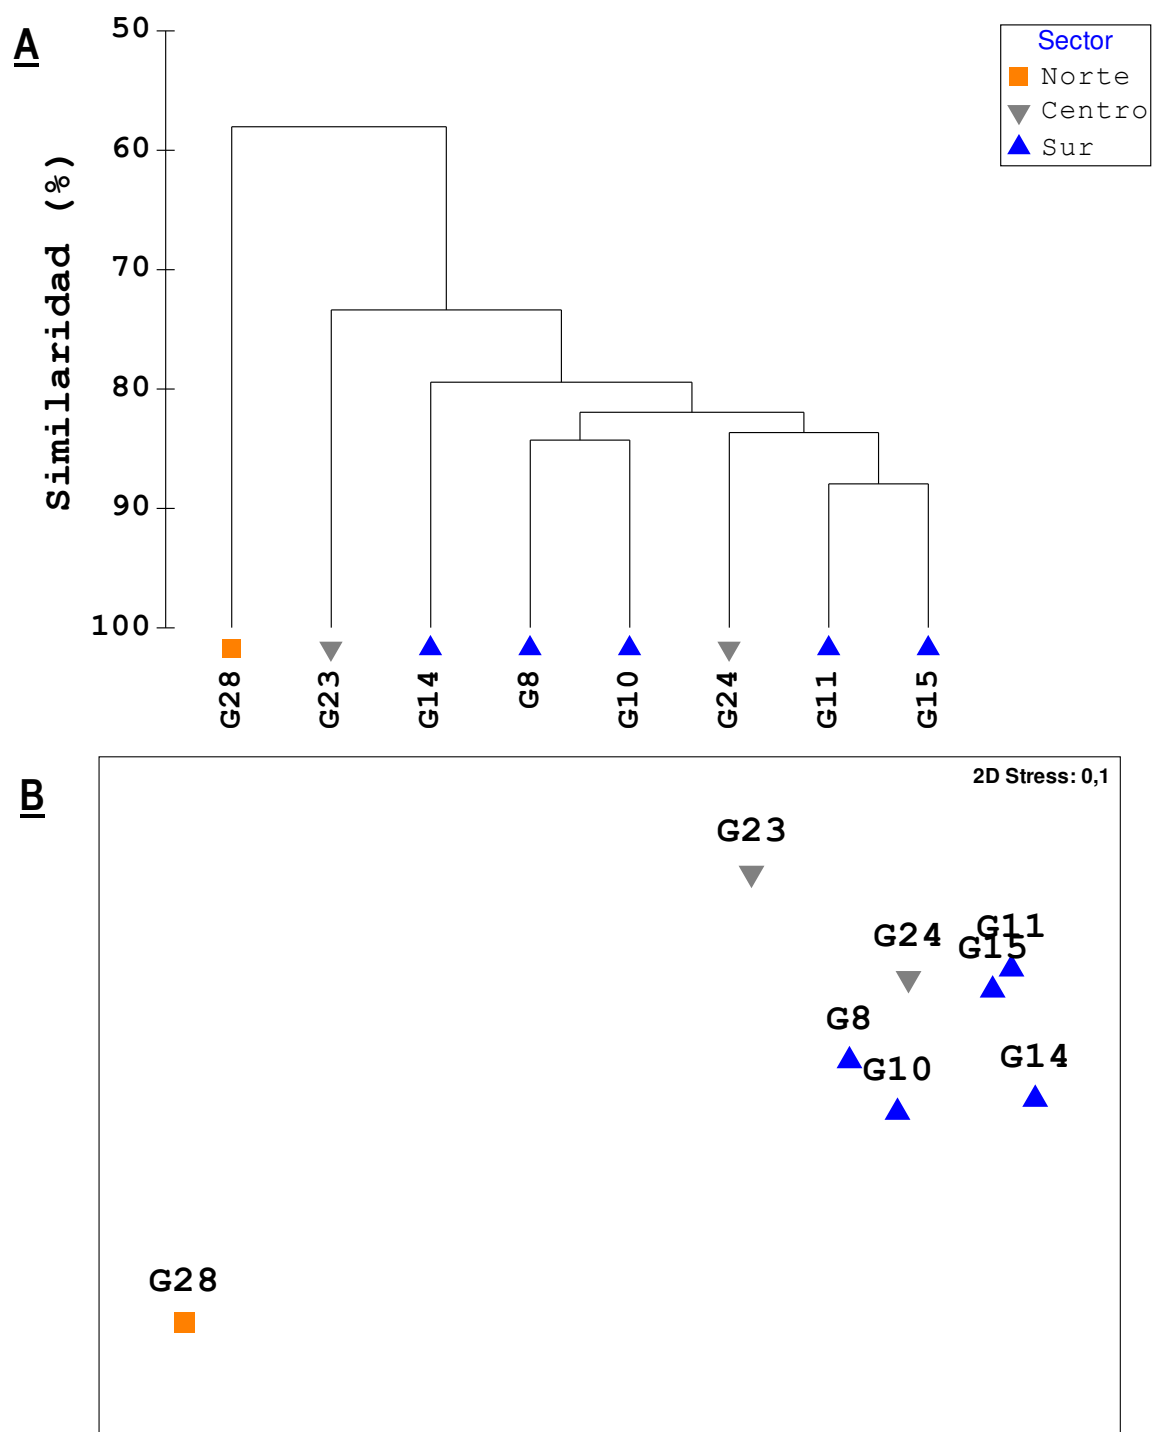 A
50
60
70
80
90
100
Similaridad (%)
Sector
Norte
Centro
Sur
G28
G23
G14
G8
G10
G24
G11
G15
B
2D Stress: 0,1
G23
G11
G24
G15
G8
G14
G10
G28